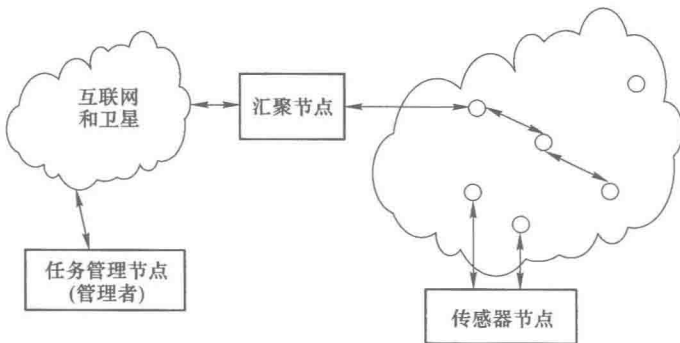 互联网
和卫星
汇聚节点
任务管理节点
(管理者)
传感器节点